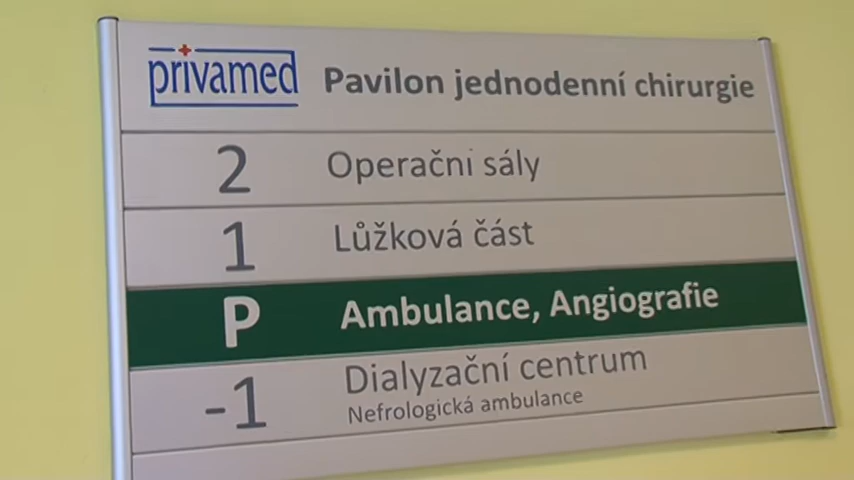 privamed Pavilon jednodenní chirurgie
2 Operační sály
1 Lůžková část
P Ambulance, Angiografie
-1 Dialyzační centrum
Nefrologická ambulance